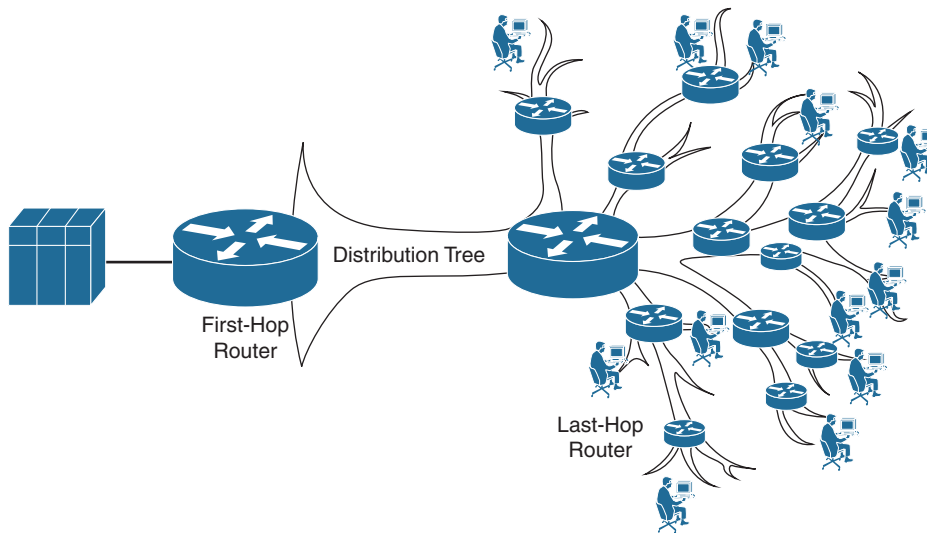 Distribution Tree
First-Hop
Router
Last-Hop
Router